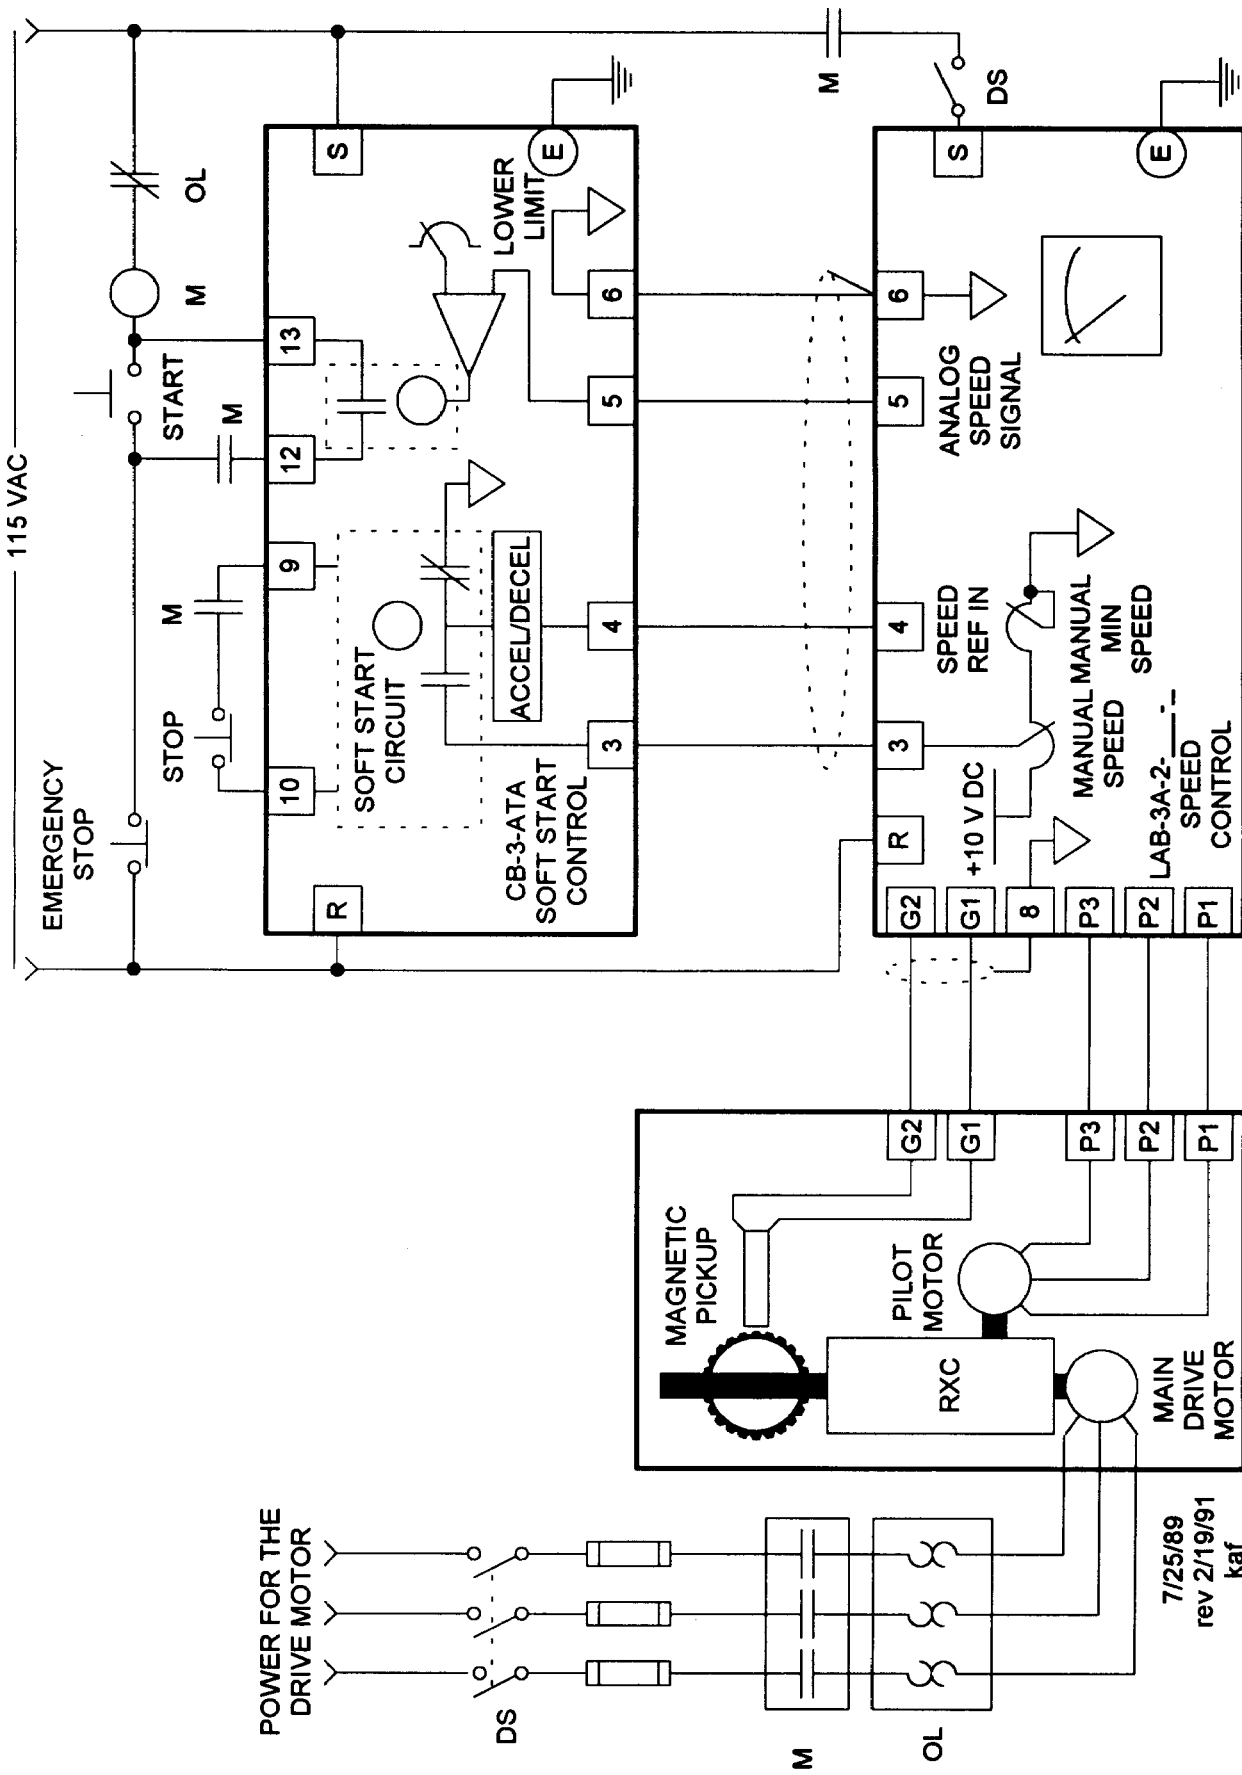 115 VAC
EMERGENCY
STOP
START
M
OL
STOP
M
M
R
10
9
12
13
S
SOFT START
CIRCUIT
LOWER
LIMIT
CB-3-ATA
SOFT START
CONTROL
ACCEL/DECEL
E
3
4
5
6
M
DS
R
3
4
5
6
S
G2
G1
8
P3
P2
P1
+10 V DC
SPEED
REF IN
ANALOG
SPEED
SIGNAL
E
MANUAL
SPEED
MANUAL
MIN
SPEED
LAB-3A-2-
SPEED
CONTROL
POWER FOR THE
DRIVE MOTOR
DS
M
OL
MAGNETIC
PICKUP
PILOT
MOTOR
RXC
MAIN
DRIVE
MOTOR
G2
G1
P3
P2
P1
7/25/89
rev 2/19/91
kaf